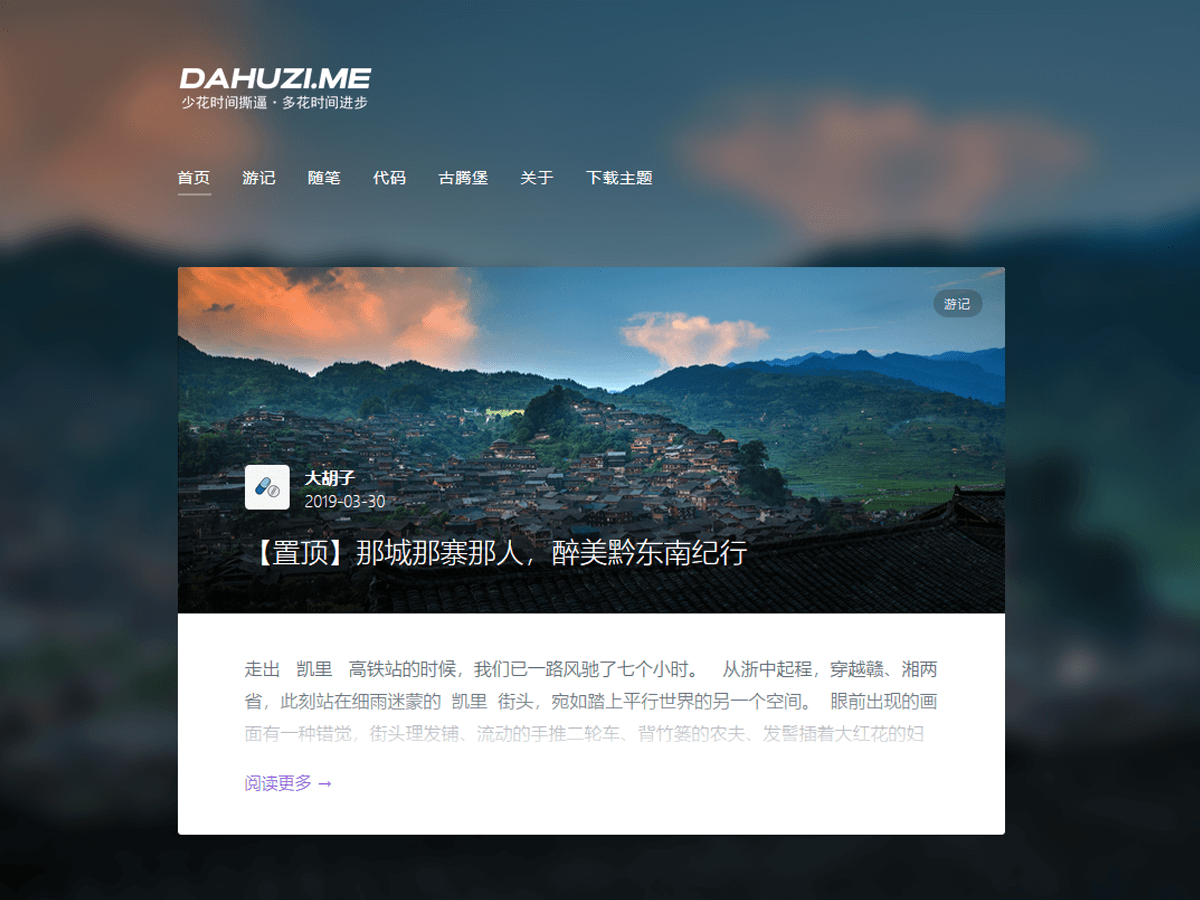 DAHUZI.ME
少花时间撕逼·多花时间进步
首页 游记 随笔 代码 古腾堡 关于 下载主题
游记
大胡子
2019-03-30
【置顶】那城那寨那人，醉美黔东南纪行
走出 凯里 高铁站的时候，我们已一路风驰了七个小时。 从浙中起程，穿越赣、湘两
省，此刻站在细雨迷蒙的 凯里 街头，宛如踏上平行世界的另一个空间。 眼前出现的画
面有一种错觉，街头理发铺、流动的手推二轮车、背竹篓的农夫、发髻插着大红花的妇
阅读更多 →